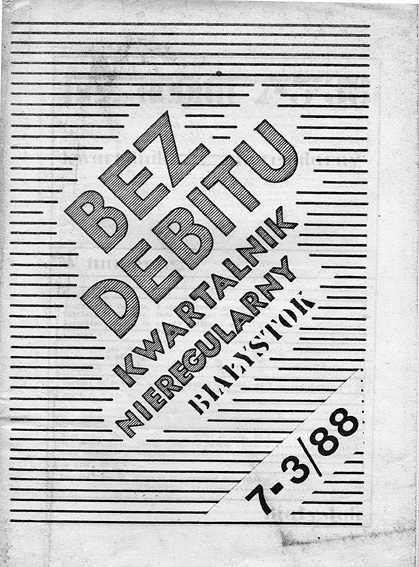 BEZ
DEBITU
KWARTALNIK
NIEREGULARNY
BIAŁYSTOK
7-3/88